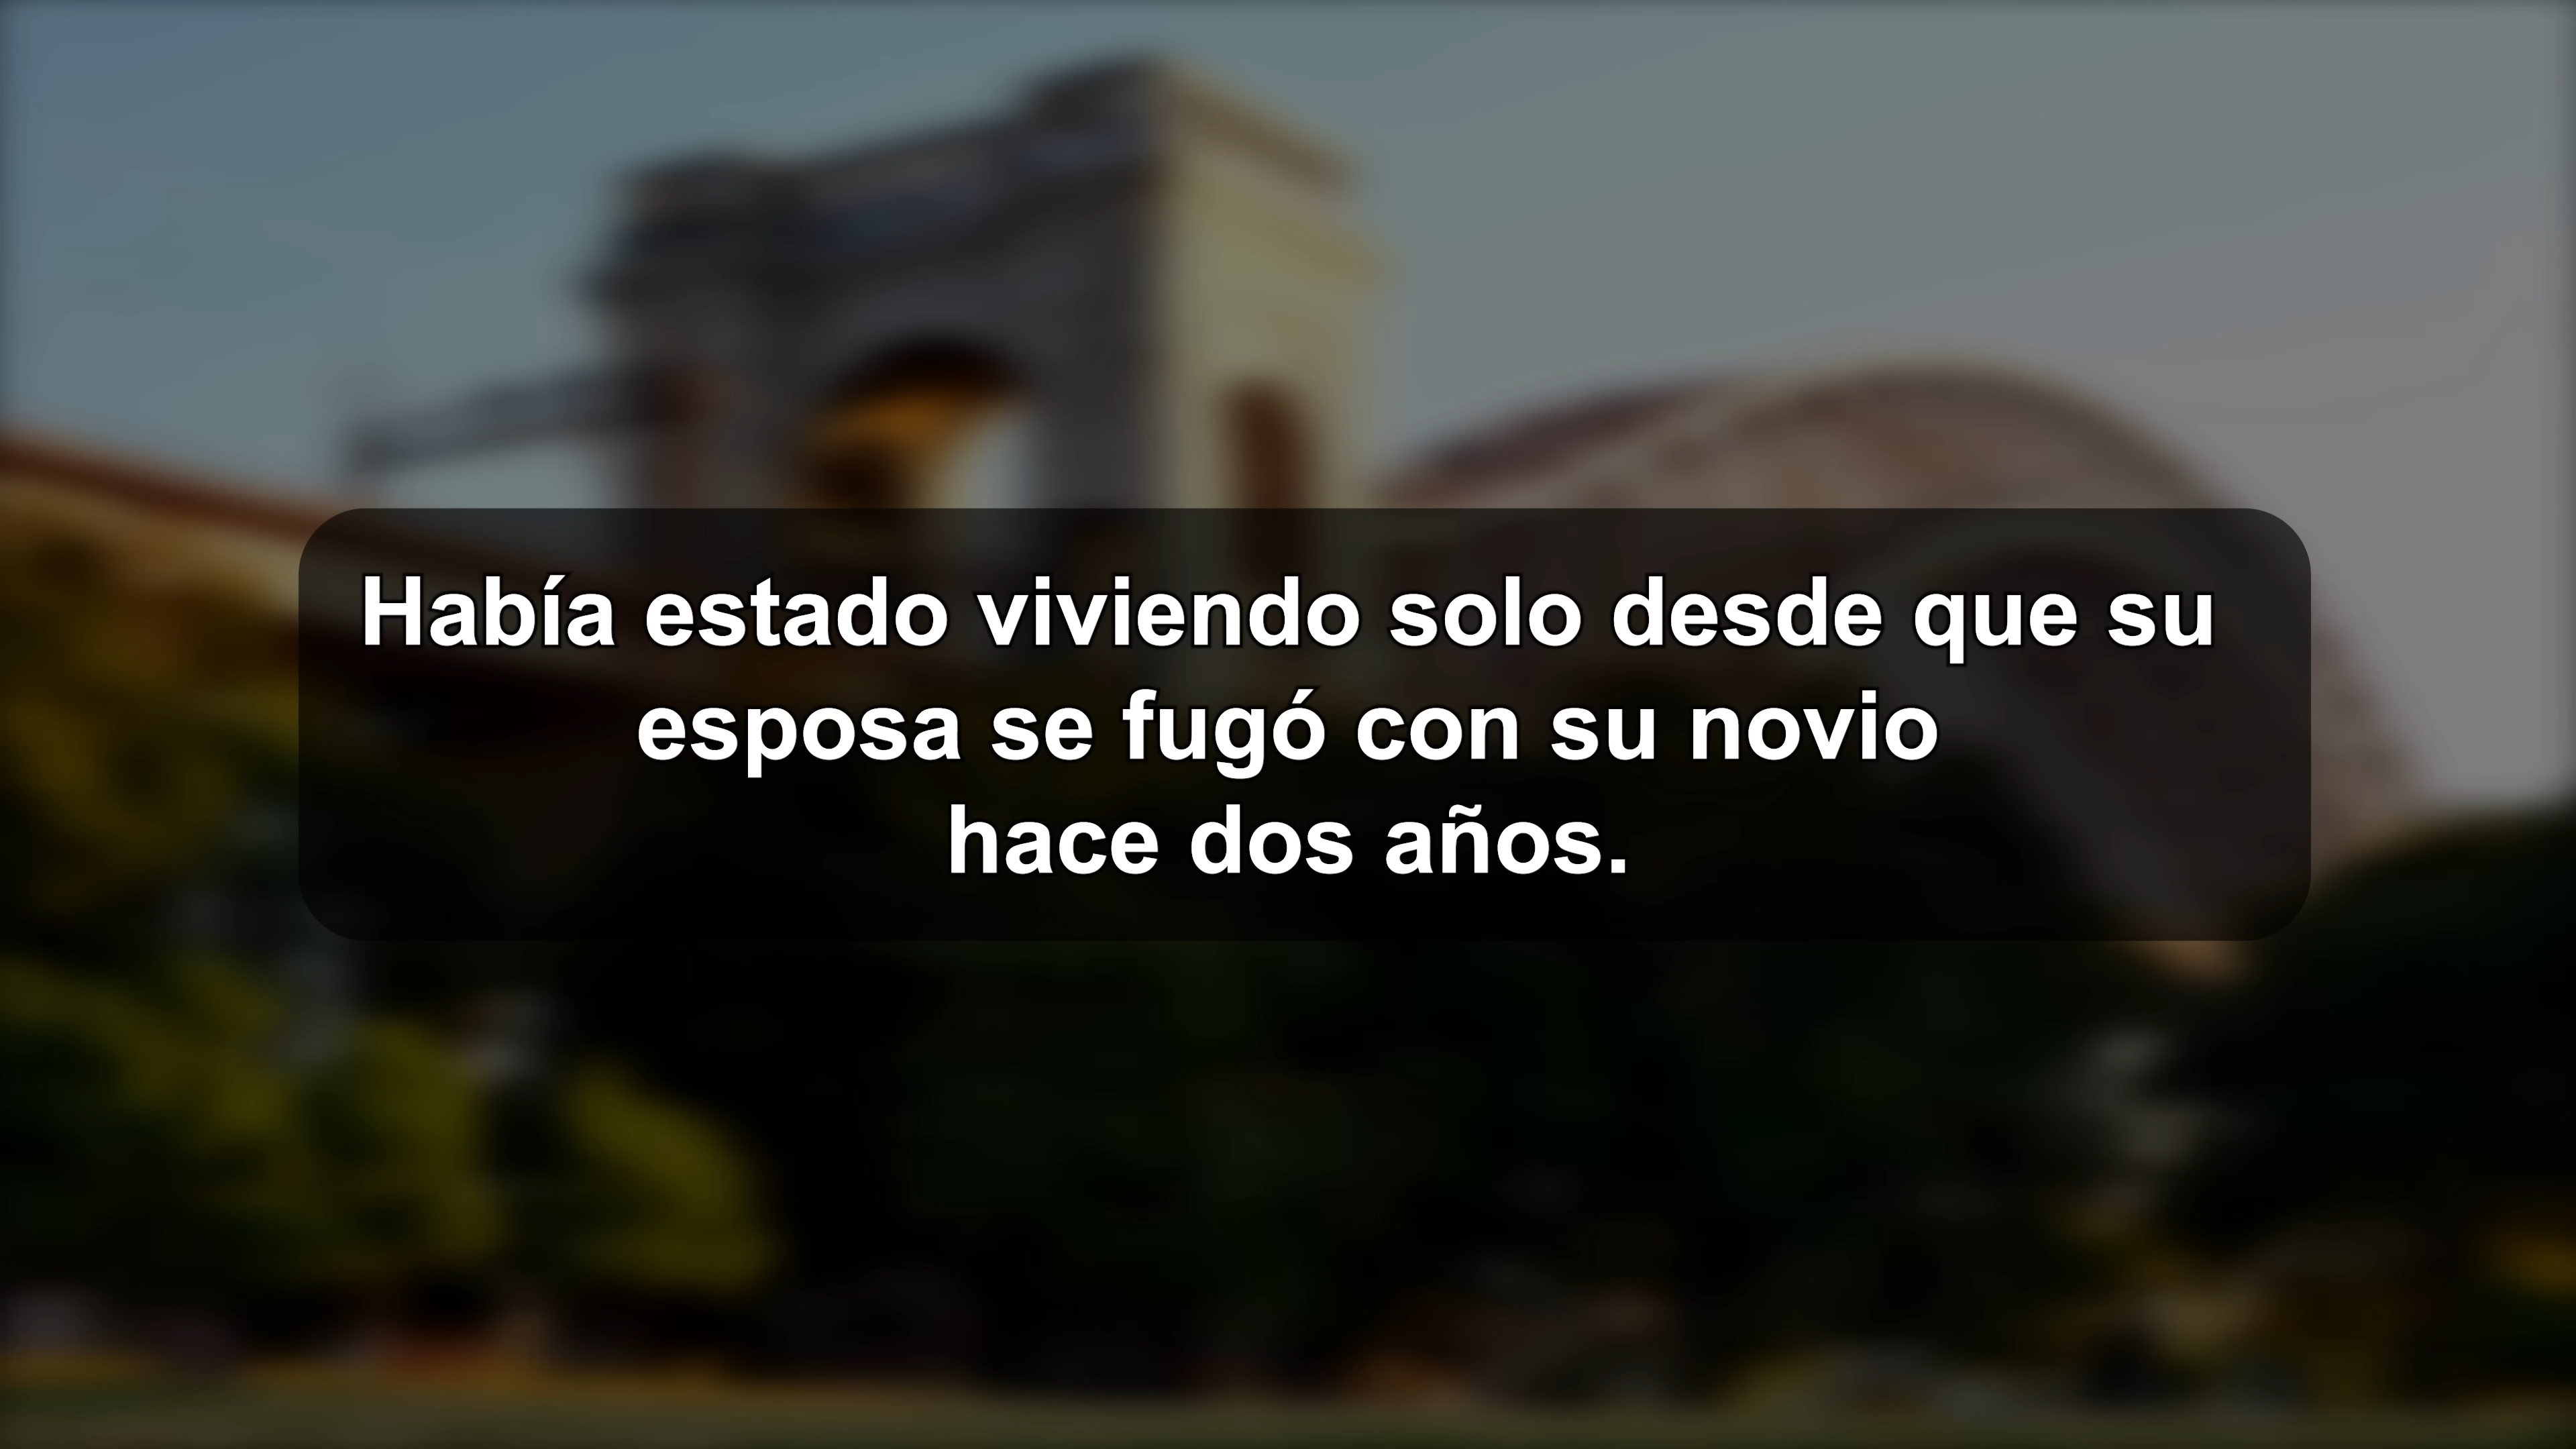 Había estado viviendo solo desde que su
esposa se fugó con su novio
hace dos años.